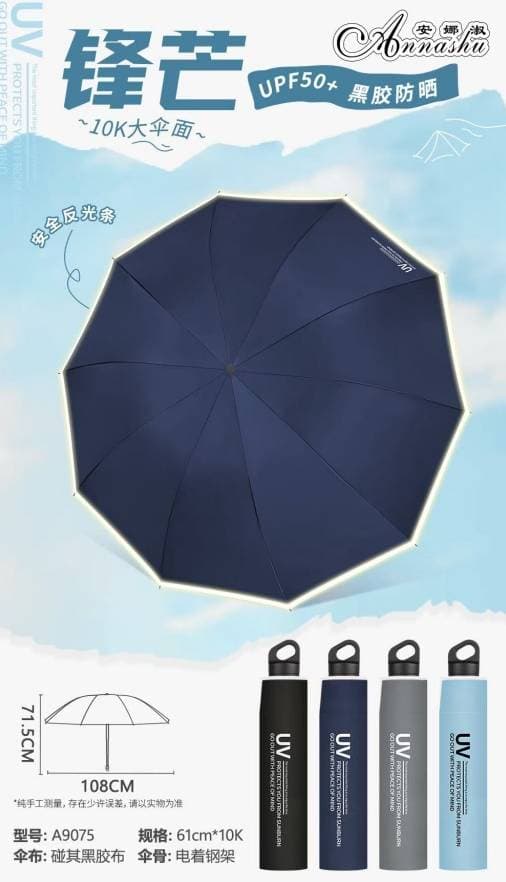 UV
GO OUT WITH PEACE OF MIND
PROTECTS YOU FROM
安娜淑
Annashu
锋芒
UPF50+ 黑胶防晒
~10K大伞面~
安全反光条
UV
71.5CM
108CM
*纯手工测量,存在少许误差,请以实物为准
型号: A9075
规格: 61cm*10K
伞布: 碰其黑胶布
伞骨: 电着钢架
UV
PROTECTS YOU FROM SUNBURN
GO OUT WITH PEACE OF MIND
UV
PROTECTS YOU FROM SUNBURN
GO OUT WITH PEACE OF MIND
UV
PROTECTS YOU FROM SUNBURN
GO OUT WITH PEACE OF MIND
UV
PROTECTS YOU FROM SUNBURN
GO OUT WITH PEACE OF MIND